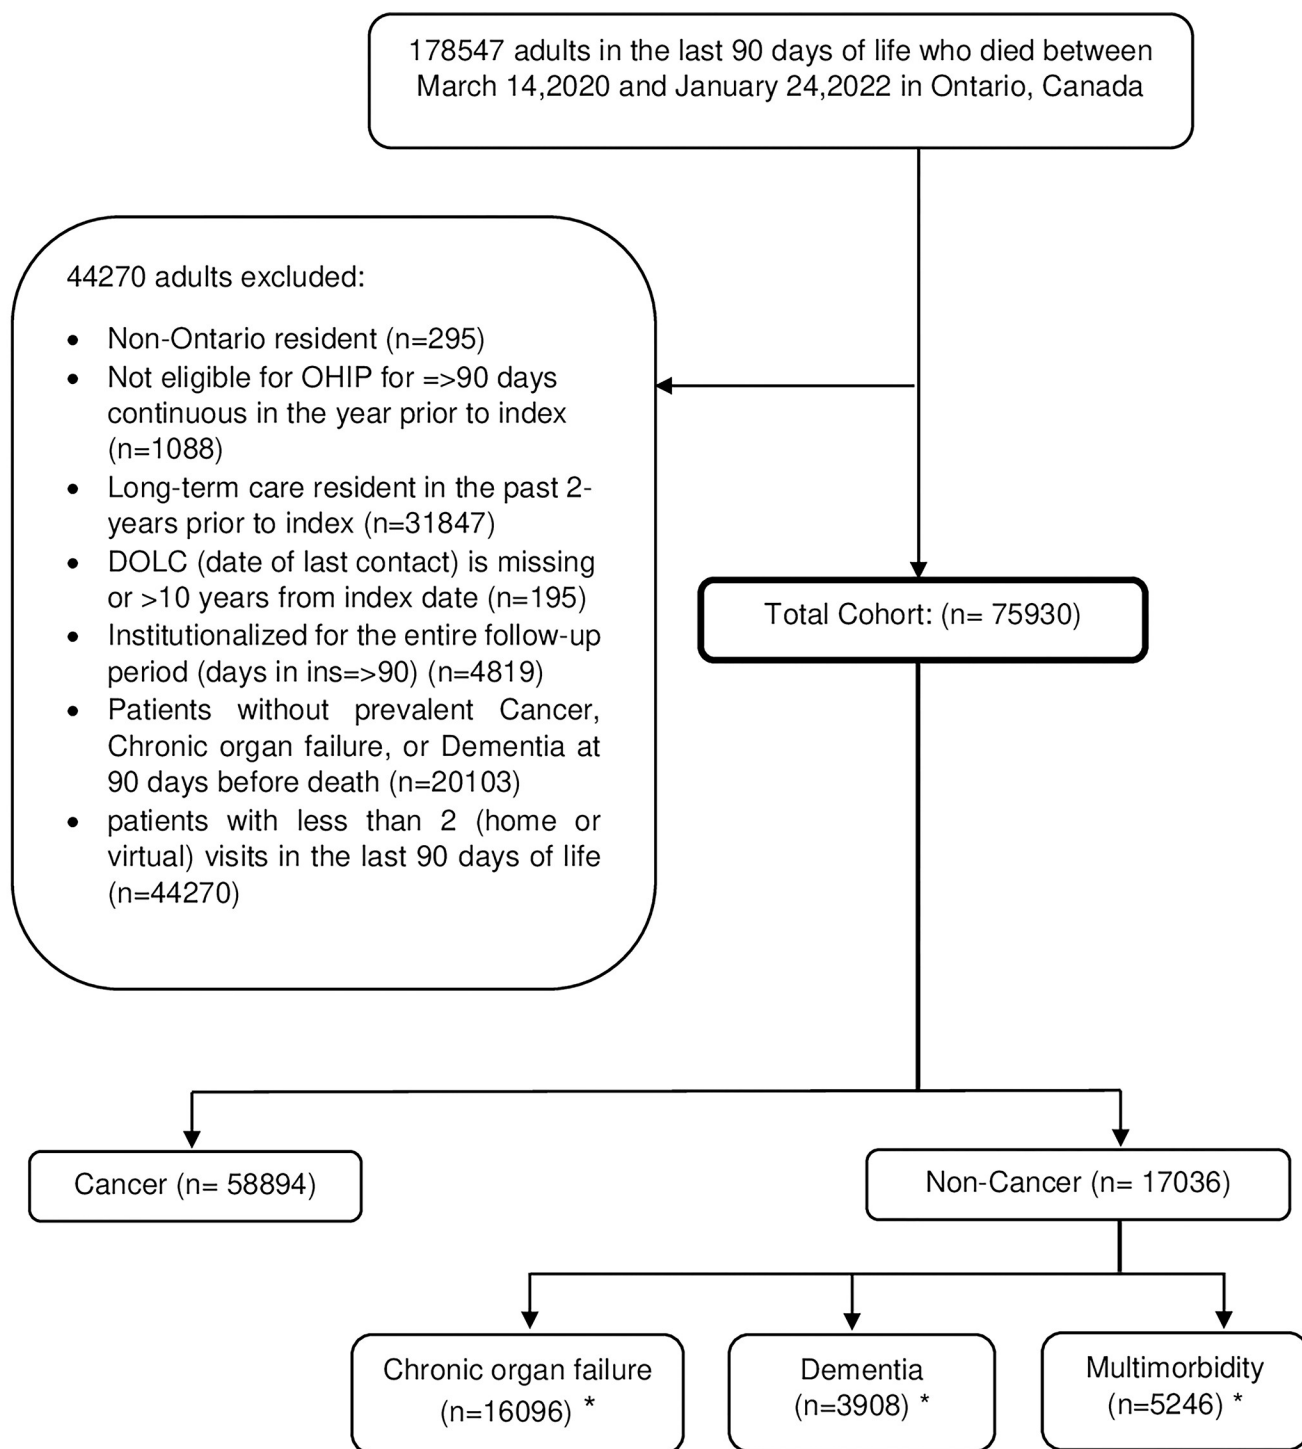 178547 adults in the last 90 days of life who died between
March 14,2020 and January 24,2022 in Ontario, Canada
44270 adults excluded:
• Non-Ontario resident (n=295)
• Not eligible for OHIP for =>90 days
continuous in the year prior to index
(n=1088)
• Long-term care resident in the past 2-
years prior to index (n=31847)
• DOLC (date of last contact) is missing
or >10 years from index date (n=195)
• Institutionalized for the entire follow-up
period (days in ins=>90) (n=4819)
• Patients without prevalent Cancer,
Chronic organ failure, or Dementia at
90 days before death (n=20103)
• patients with less than 2 (home or
virtual) visits in the last 90 days of life
(n=44270)
Total Cohort: (n= 75930)
Cancer (n= 58894)
Non-Cancer (n= 17036)
Chronic organ failure
(n=16096) *
Dementia
(n=3908) *
Multimorbidity
(n=5246) *